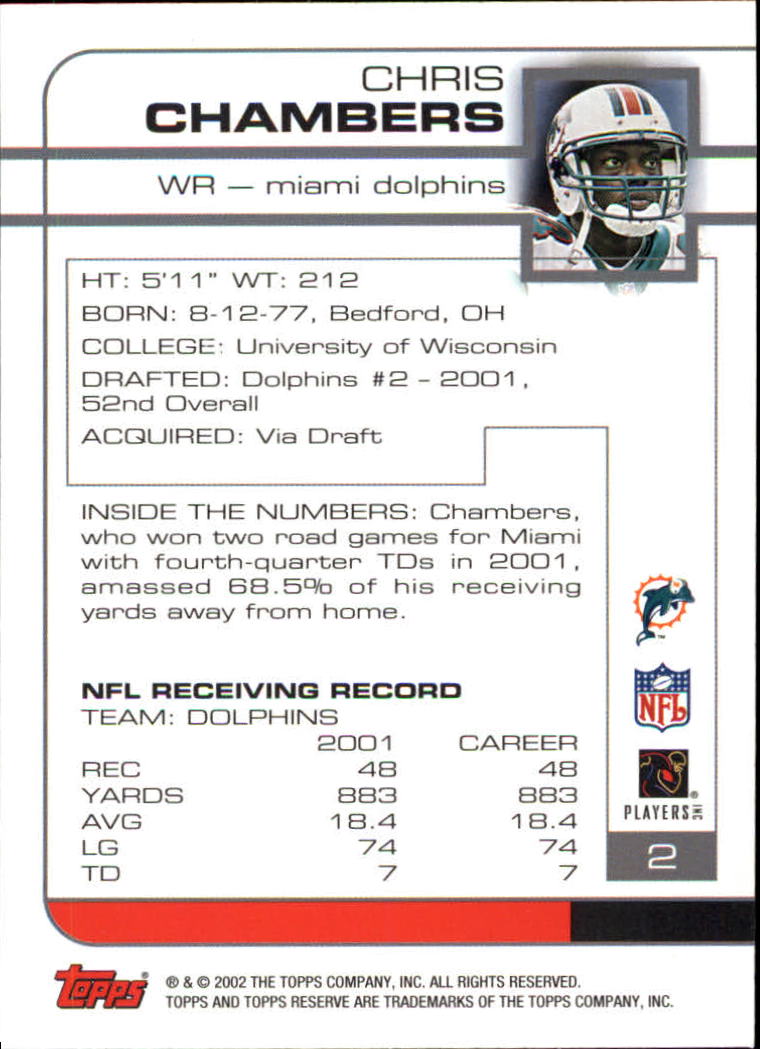 CHRIS
CHAMBERS
WR — miami dolphins
HT: 5'11" WT: 212
BORN: 8-12-77, Bedford, OH
COLLEGE: University of Wisconsin
DRAFTED: Dolphins #2 – 2001,
52nd Overall
ACQUIRED: Via Draft
INSIDE THE NUMBERS: Chambers,
who won two road games for Miami
with fourth-quarter TDs in 2001,
amassed 68.5% of his receiving
yards away from home.
NFL RECEIVING RECORD
TEAM: DOLPHINS
2001 CAREER
REC 48 48
YARDS 883 883
AVG 18.4 18.4
LG 74 74
TD 7 7
TM
NFL
PLAYERS INC
2
Topps® ® & © 2002 THE TOPPS COMPANY, INC. ALL RIGHTS RESERVED.
TOPPS AND TOPPS RESERVE ARE TRADEMARKS OF THE TOPPS COMPANY, INC.